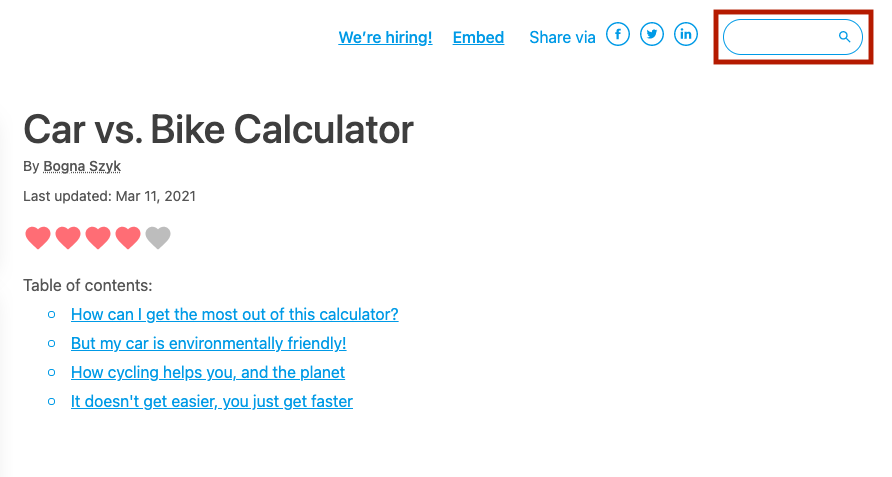 We're hiring! Embed Share via
Car vs. Bike Calculator
By Bogna Szyk
Last updated: Mar 11, 2021
Table of contents:
How can I get the most out of this calculator?
But my car is environmentally friendly!
How cycling helps you, and the planet
It doesn't get easier, you just get faster